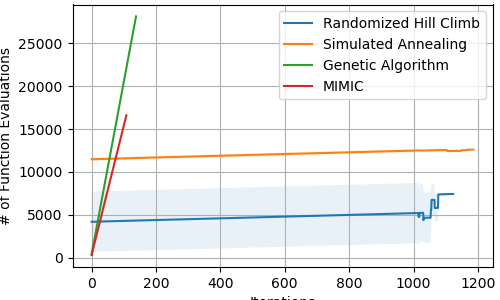 Randomized Hill Climb
Simulated Annealing
Genetic Algorithm
MIMIC
# of Function Evaluations
25000
20000
15000
10000
5000
0
0 200 400 600 800 1000 1200
Iterations